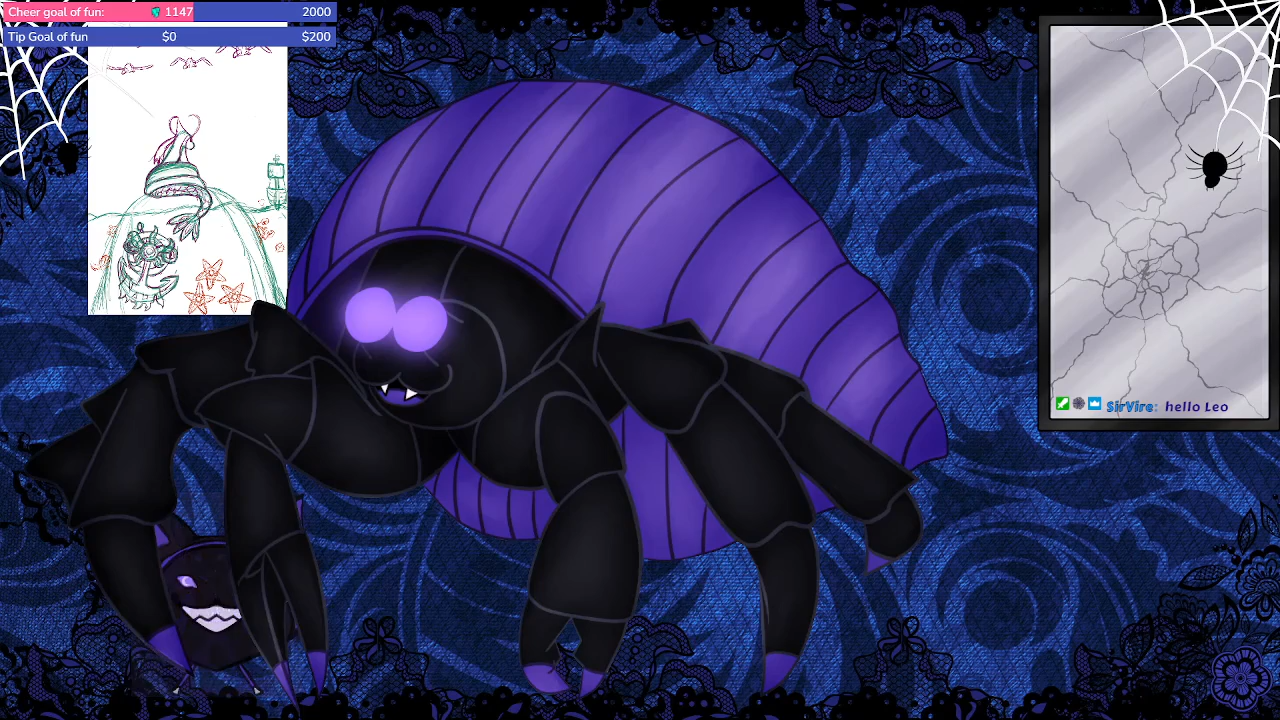 Cheer goal of fun: 1147 2000
Tip Goal of fun $0 $200
SirVire: hello Leo